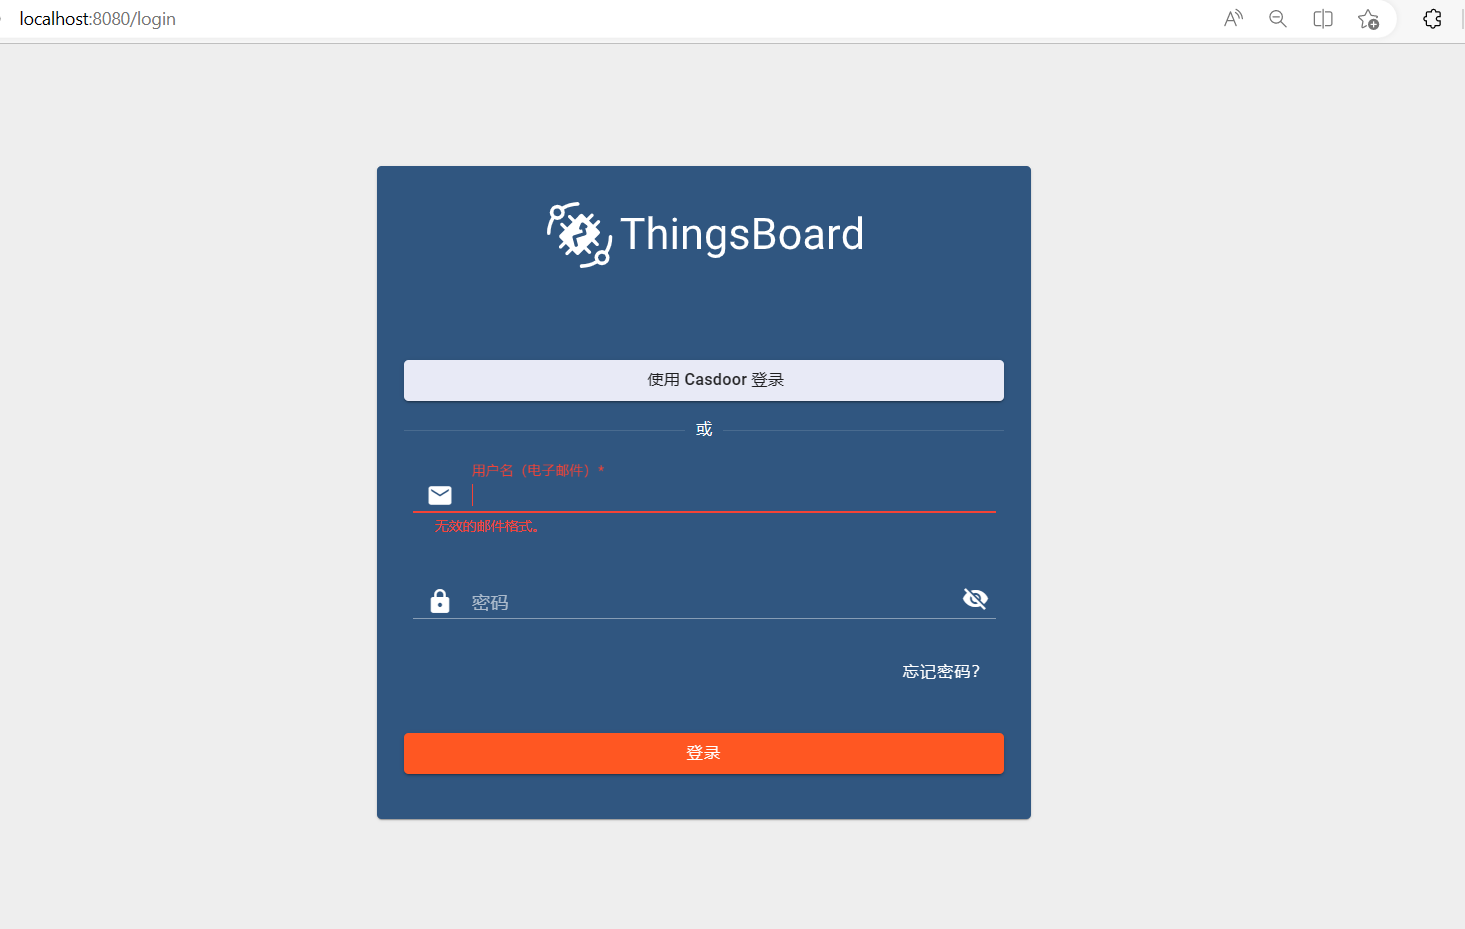 localhost:8080/login
ThingsBoard
使用 Casdoor 登录
或
用户名（电子邮件）*
无效的邮件格式。
密码
忘记密码？
登录